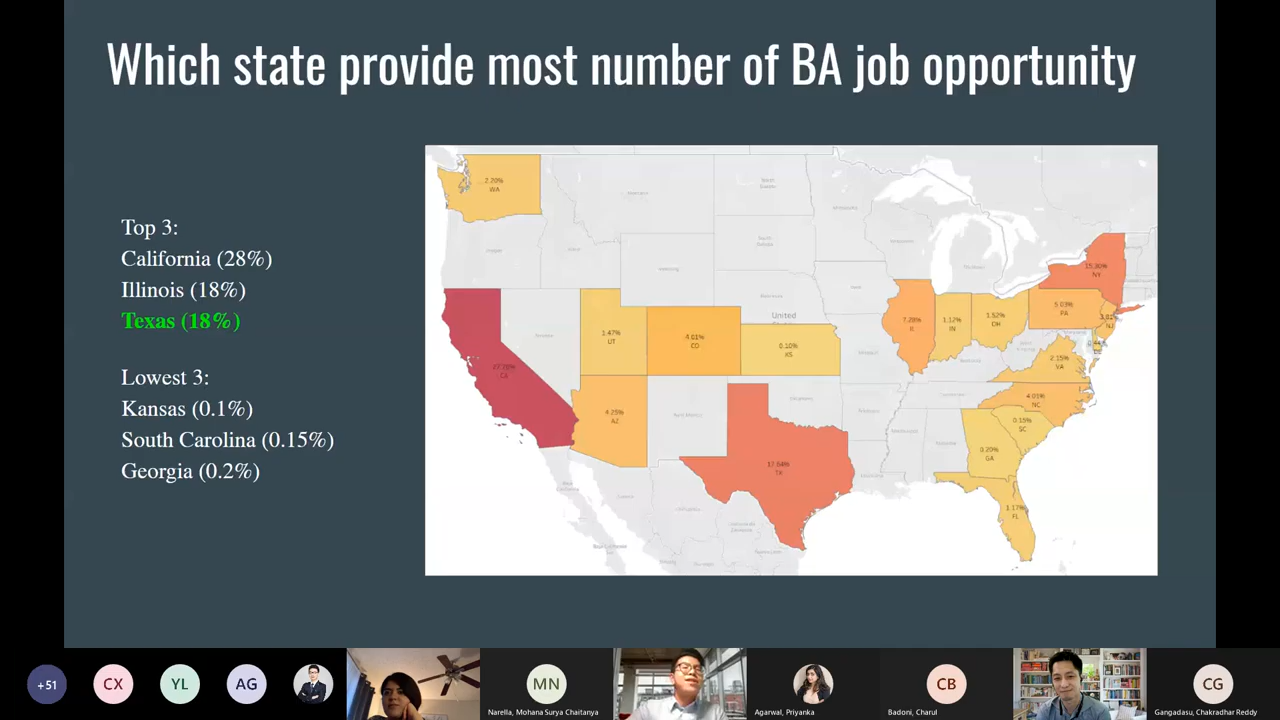 Which state provide most number of BA job opportunity
Top 3:
California (28%)
Illinois (18%)
Texas (18%)
Lowest 3:
Kansas (0.1%)
South Carolina (0.15%)
Georgia (0.2%)
2.20%
WA
CA
1.47%
UT
4.01%
CO
0.10%
KS
4.25%
AZ
17.64%
TX
7.28%
IL
1.12%
IN
1.52%
OH
15.30%
NY
5.03%
PA
NJ
2.15%
VA
4.01%
NC
0.15%
SC
0.20%
GA
1.17%
FL
United
+51
CX
YL
AG
MN
Narella, Mohana Surya Chaitanya
Agarwal, Priyanka
CB
Badoni, Charul
CG
Gangadasu, Chakradhar Reddy